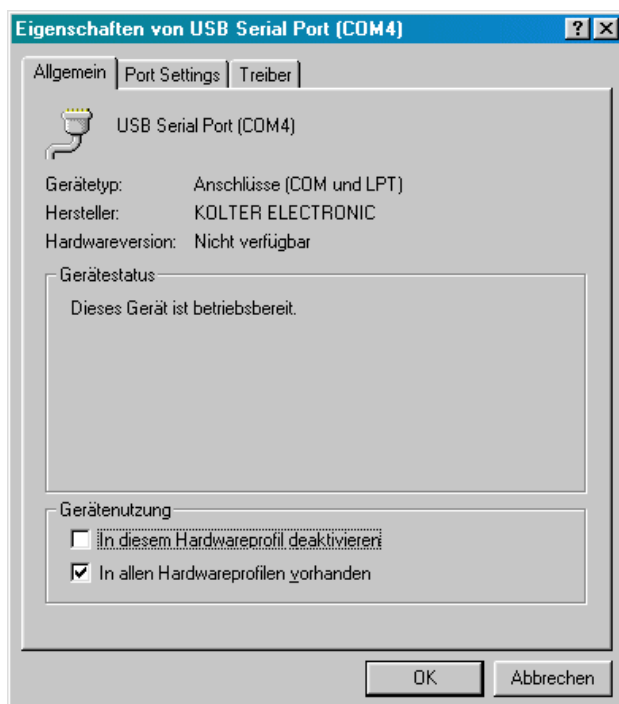 Eigenschaften von USB Serial Port (COM4)
Allgemein Port Settings Treiber
USB Serial Port (COM4)
Gerätetyp: Anschlüsse (COM und LPT)
Hersteller: KOLTER ELECTRONIC
Hardwareversion: Nicht verfügbar
Gerätestatus
Dieses Gerät ist betriebsbereit.
Gerätenutzung
In diesem Hardwareprofil deaktivieren
In allen Hardwareprofilen vorhanden
OK Abbrechen